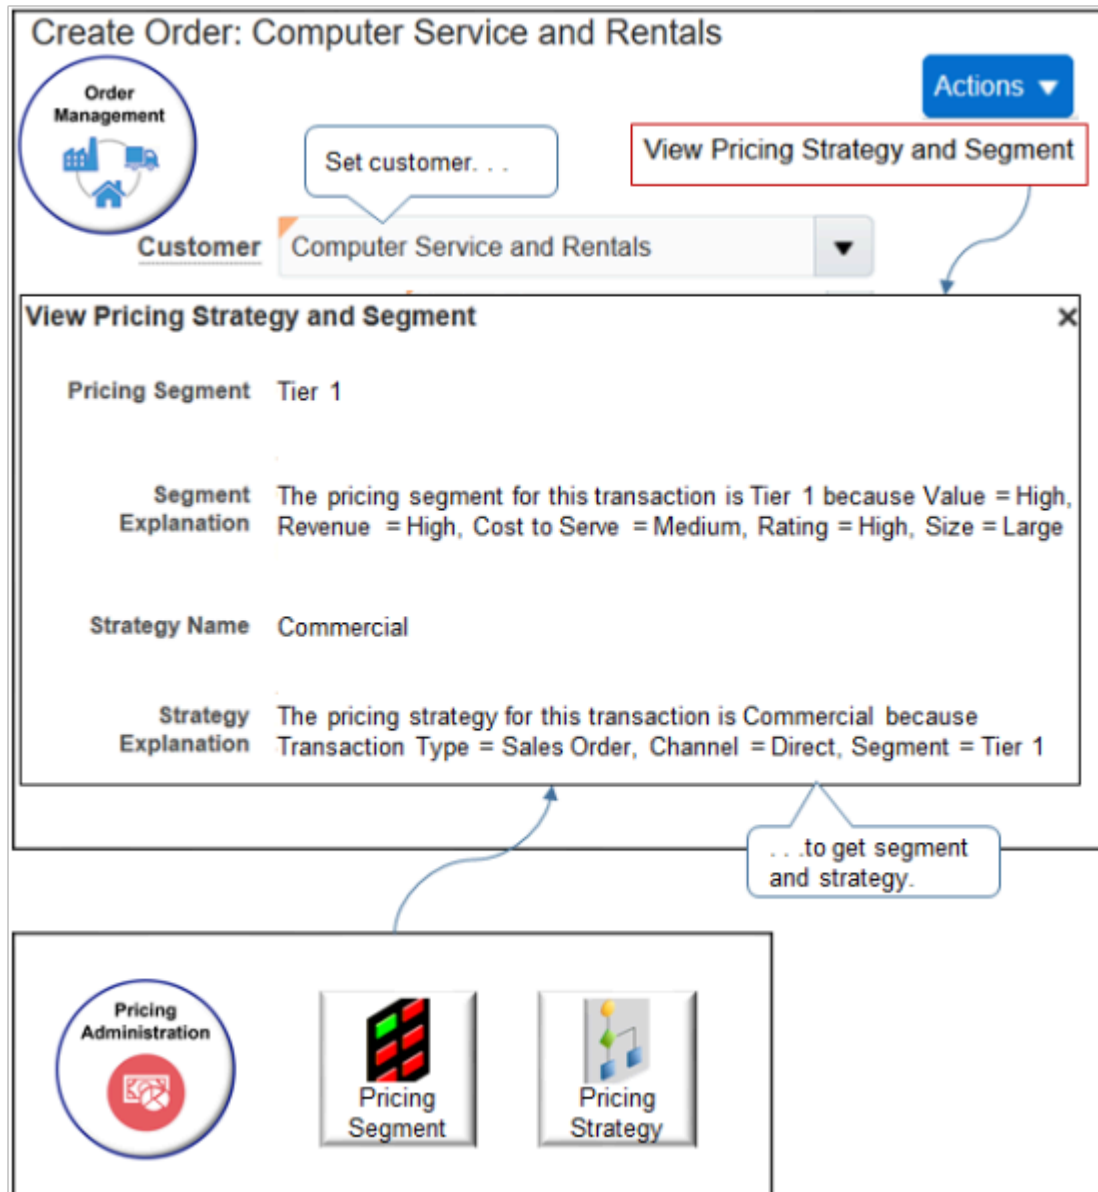 Create Order: Computer Service and Rentals
Order
Management
Actions
Set customer. . .
View Pricing Strategy and Segment
Customer
Computer Service and Rentals
View Pricing Strategy and Segment
Pricing Segment
Tier 1
Segment
Explanation
The pricing segment for this transaction is Tier 1 because Value = High,
Revenue = High, Cost to Serve = Medium, Rating = High, Size = Large
Strategy Name
Commercial
Strategy
Explanation
The pricing strategy for this transaction is Commercial because
Transaction Type = Sales Order, Channel = Direct, Segment = Tier 1
. . .to get segment
and strategy.
Pricing
Administration
Pricing
Segment
Pricing
Strategy